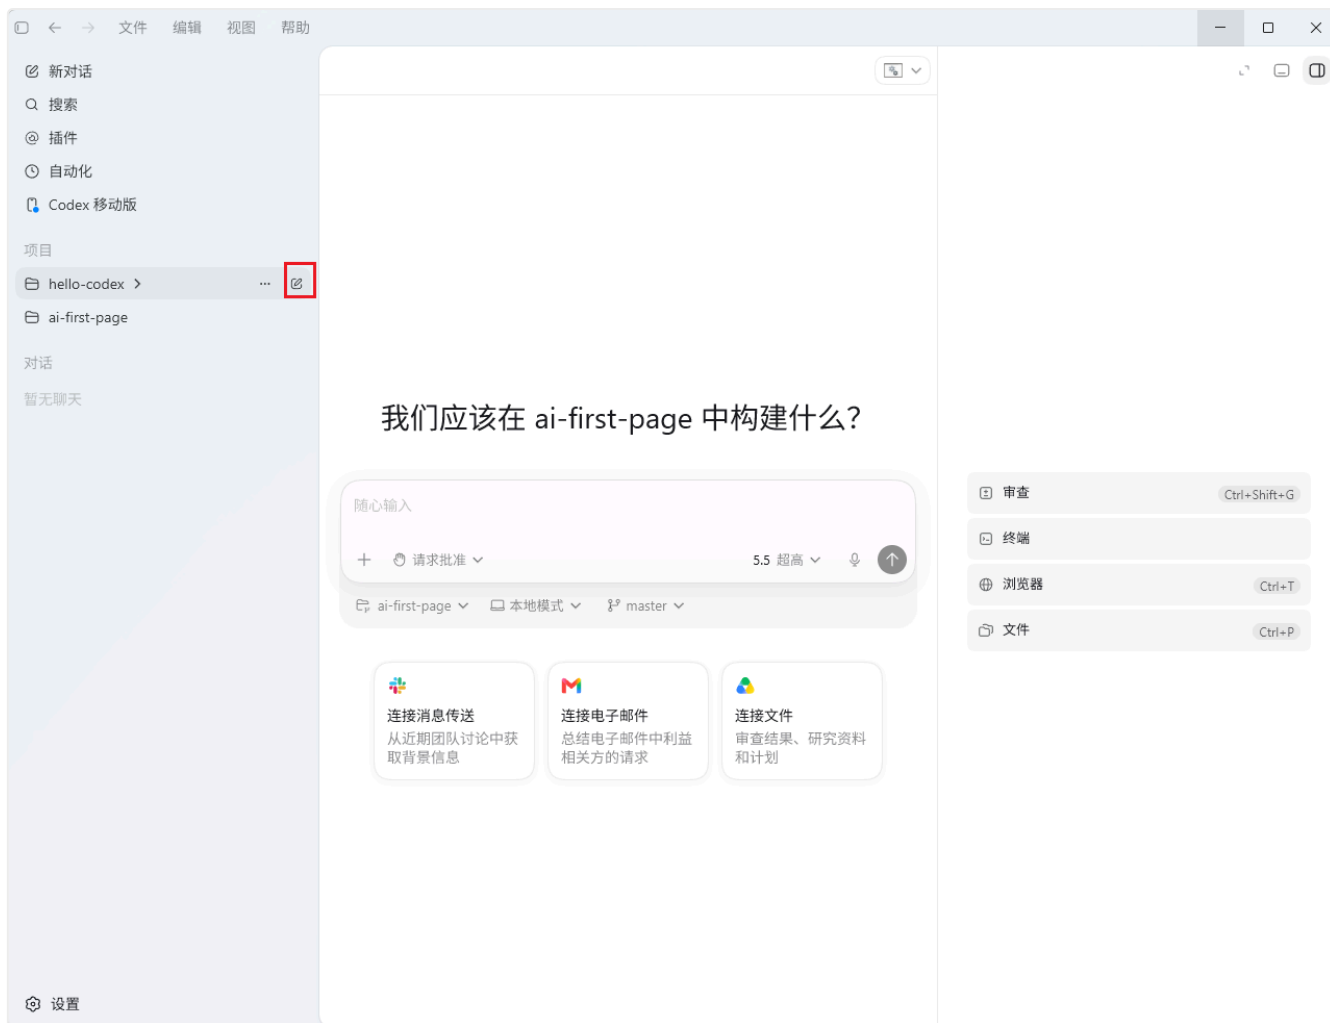 文件 编辑 视图 帮助
新对话
搜索
插件
自动化
Codex 移动版
项目
hello-codex
ai-first-page
对话
暂无聊天
设置
我们应该在 ai-first-page 中构建什么？
随心输入
请求批准 5.5 超高
ai-first-page 本地模式 master
连接消息传送
从近期团队讨论中获
取背景信息
连接电子邮件
总结电子邮件中利益
相关方的请求
连接文件
审查结果、研究资料
和计划
审查 Ctrl+Shift+G
终端
浏览器 Ctrl+T
文件 Ctrl+P